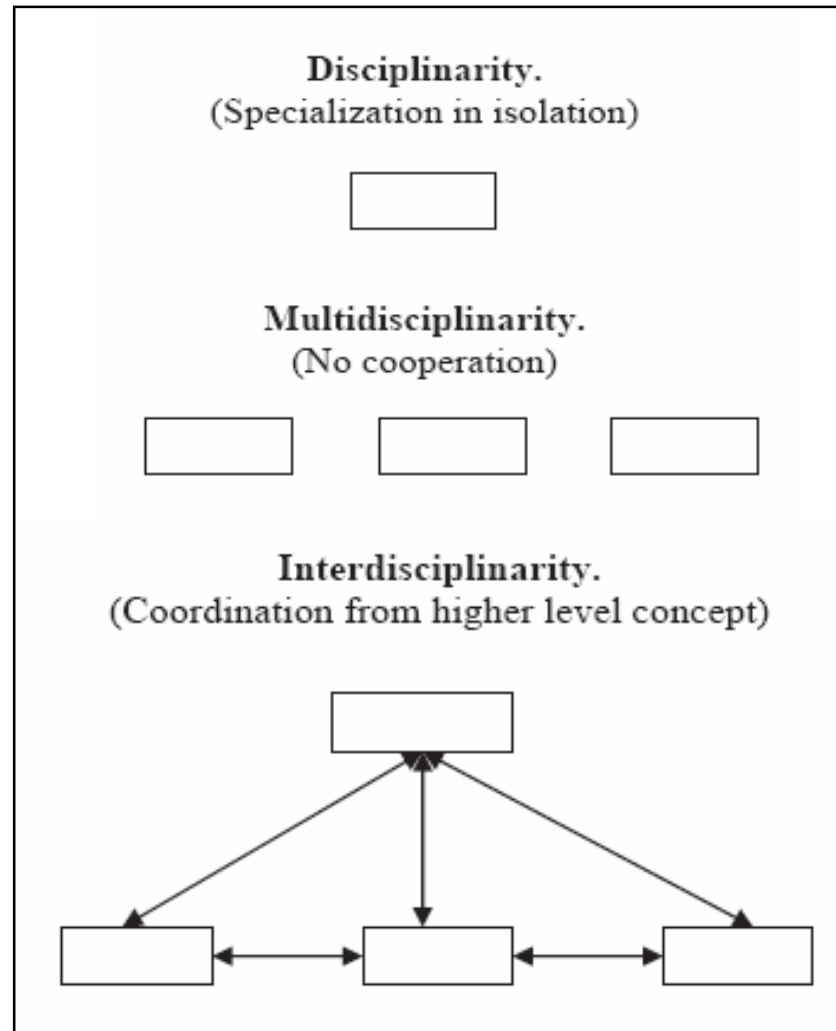 Disciplinarity.
(Specialization in isolation)
Multidisciplinarity.
(No cooperation)
Interdisciplinarity.
(Coordination from higher level concept)